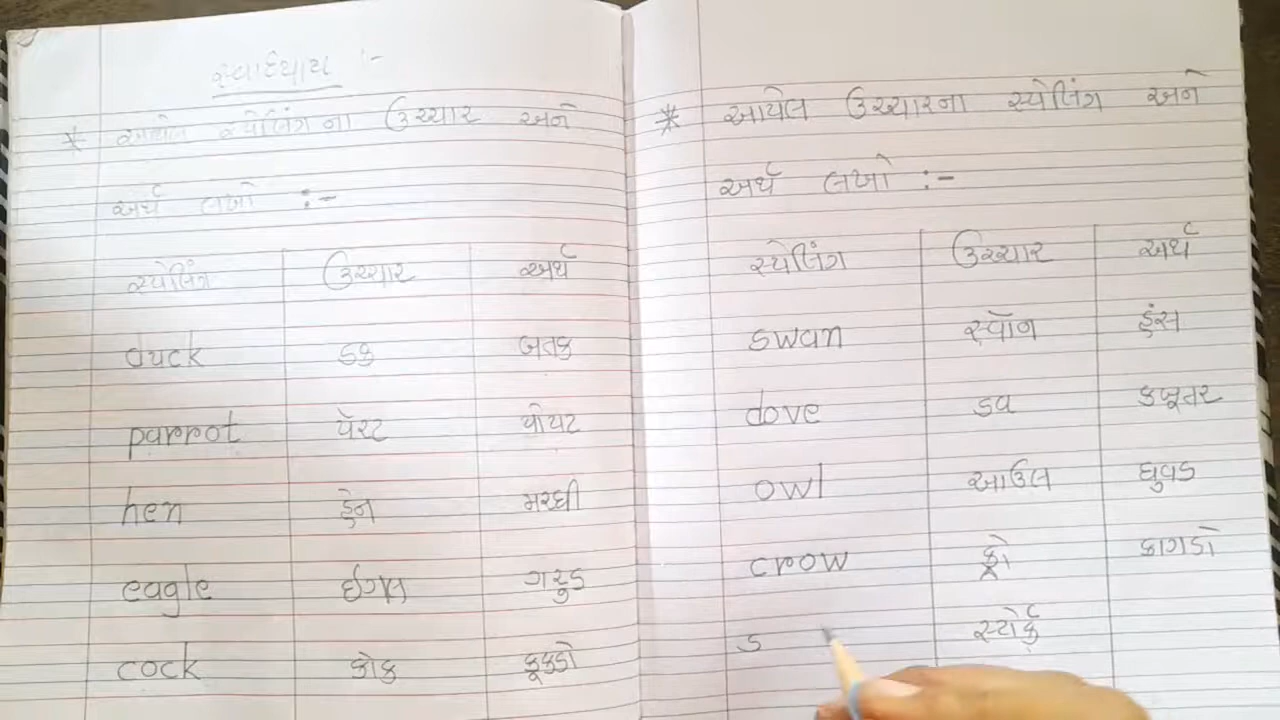 સ્વાધ્યાય :-
* આપેલ સ્પેલિંગના ઉચ્ચાર અને
અર્થ લખો :-
સ્પેલિંગ ઉચ્ચાર અર્થ
duck ડક બતક
parrot પૅરટ પોપટ
hen હેન મરઘી
eagle ઇગલ ગરુડ
cock કોક કૂકડો
* આપેલ ઉચ્ચારના સ્પેલિંગ અને
અર્થ લખો :-
સ્પેલિંગ ઉચ્ચાર અર્થ
swan સ્વૉન હંસ
dove ડવ કબૂતર
owl આઉલ ઘુવડ
crow ક્રો કાગડો
s સ્ટોર્ક